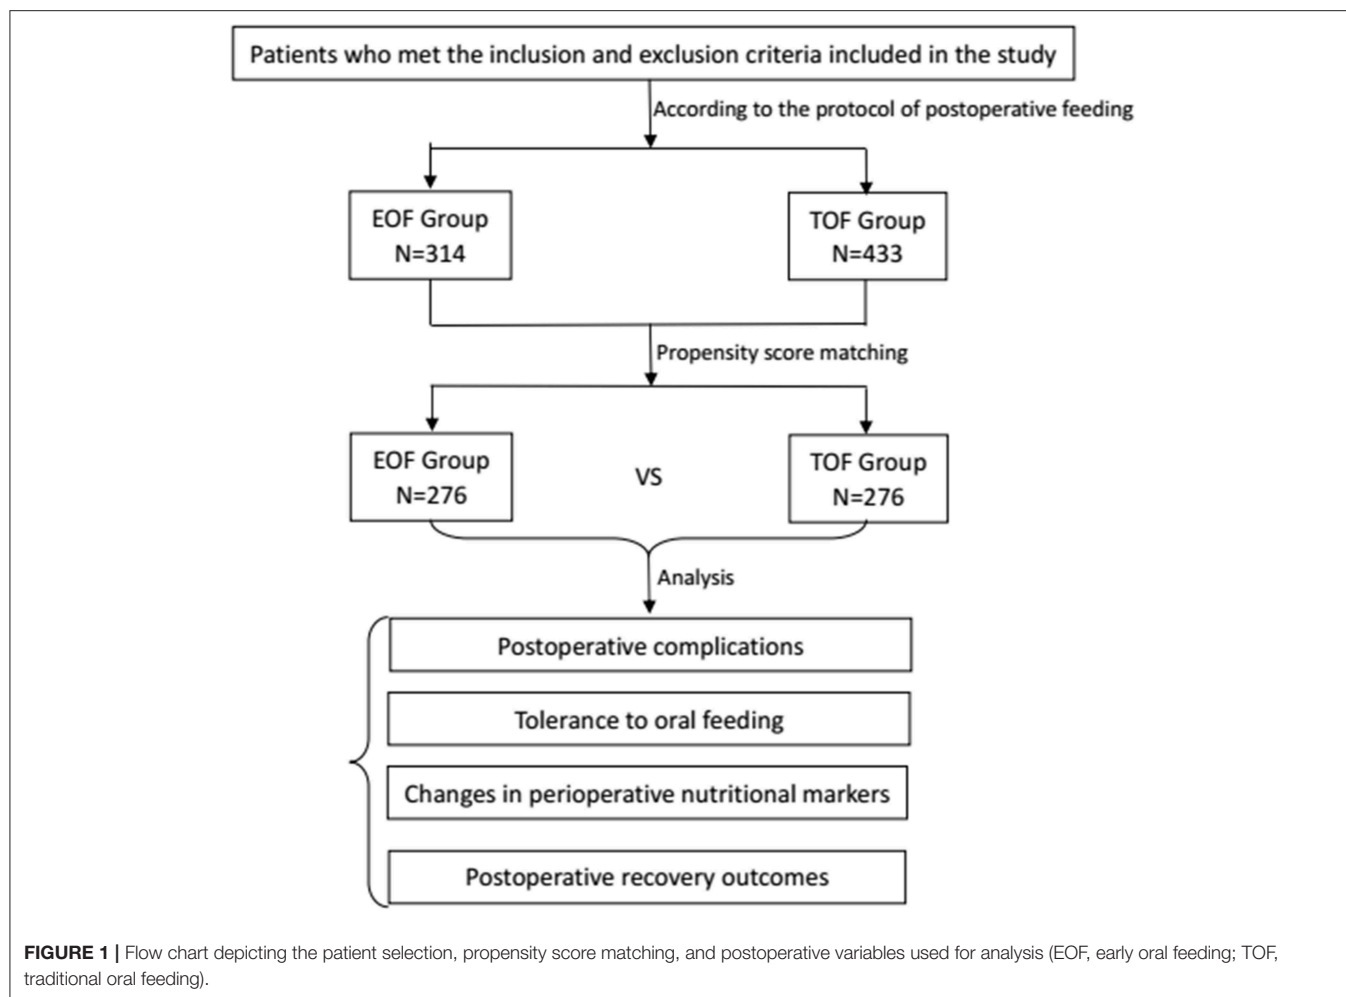 Patients who met the inclusion and exclusion criteria included in the study
According to the protocol of postoperative feeding
EOF Group
N=314
TOF Group
N=433
Propensity score matching
EOF Group
N=276
VS
TOF Group
N=276
Analysis
Postoperative complications
Tolerance to oral feeding
Changes in perioperative nutritional markers
Postoperative recovery outcomes
FIGURE 1 | Flow chart depicting the patient selection, propensity score matching, and postoperative variables used for analysis (EOF, early oral feeding; TOF,
traditional oral feeding).